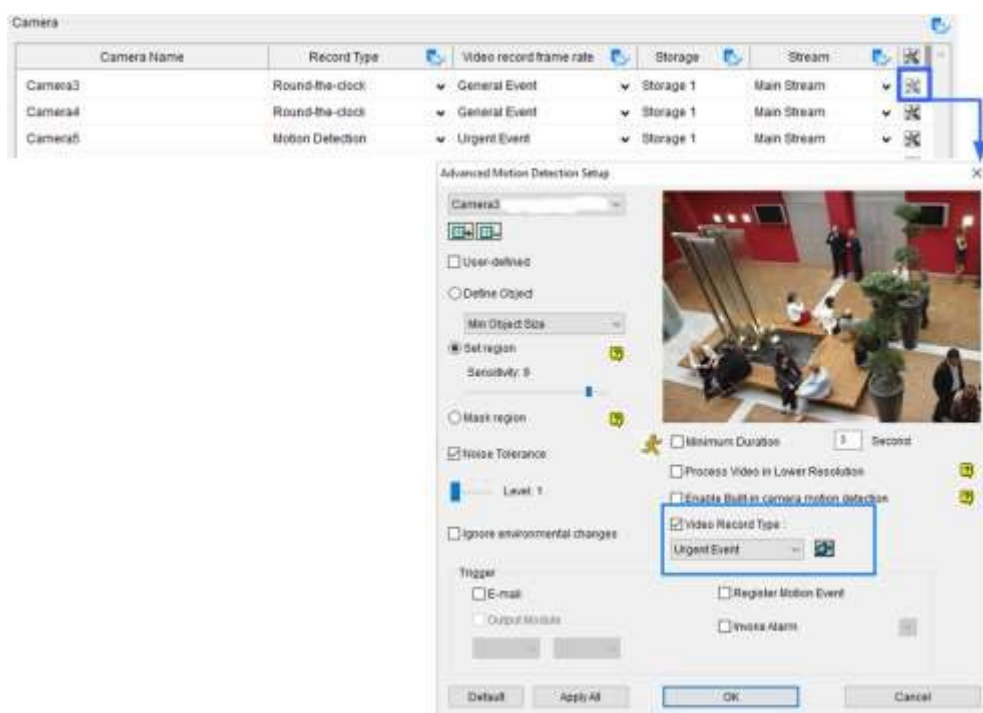 Camera
Camera Name Record Type Video record frame rate Storage Stream
Camera3 Round-the-clock General Event Storage 1 Main Stream
Camera4 Round-the-clock General Event Storage 1 Main Stream
Camera5 Motion Detection Urgent Event Storage 1 Main Stream
Advanced Motion Detection Setup
Camera3
User-defined
Define Object
Min Object Size
Set region
Sensitivity: 9
Mask region
Noise Tolerance
Level: 1
Ignore environmental changes
Minimum Duration 3 Second
Process Video in Lower Resolution
Enable Built-in camera motion detection
Video Record Type :
Urgent Event
Trigger
E-mail
Output Module
Register Motion Event
Invoke Alarm
Default Apply All OK Cancel